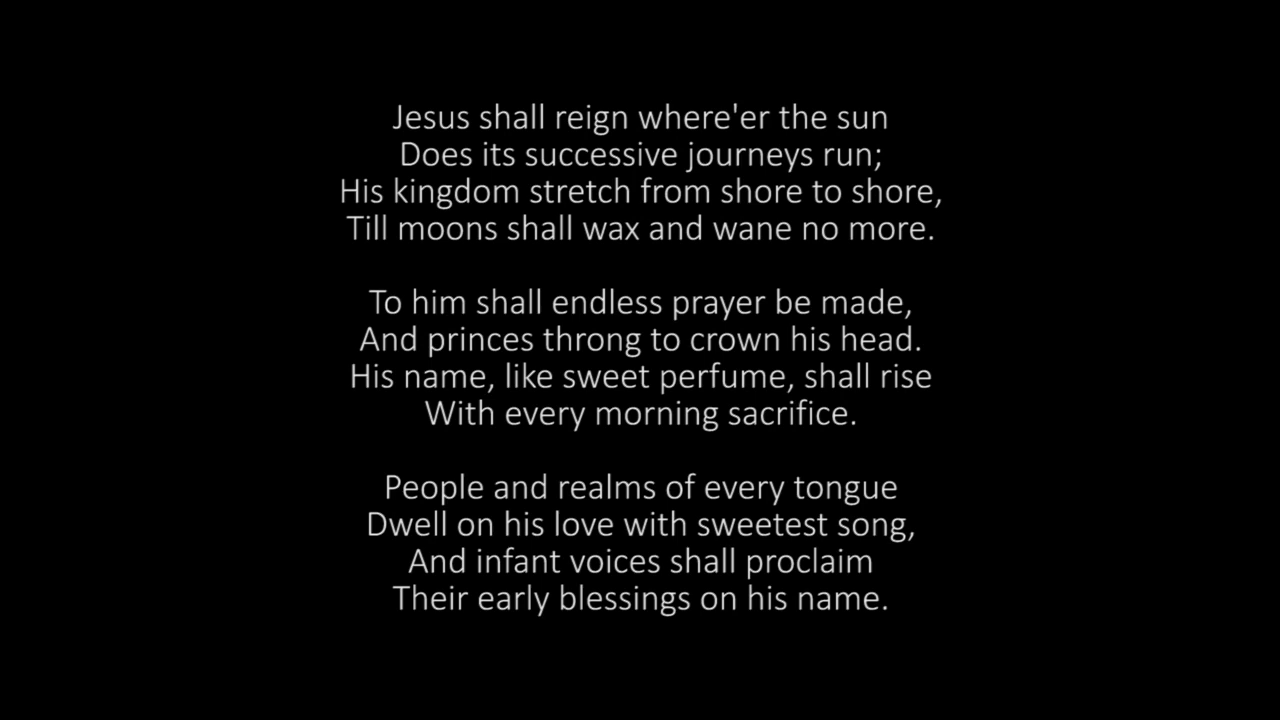 Jesus shall reign where'er the sun
Does its successive journeys run;
His kingdom stretch from shore to shore,
Till moons shall wax and wane no more.
To him shall endless prayer be made,
And princes throng to crown his head.
His name, like sweet perfume, shall rise
With every morning sacrifice.
People and realms of every tongue
Dwell on his love with sweetest song,
And infant voices shall proclaim
Their early blessings on his name.